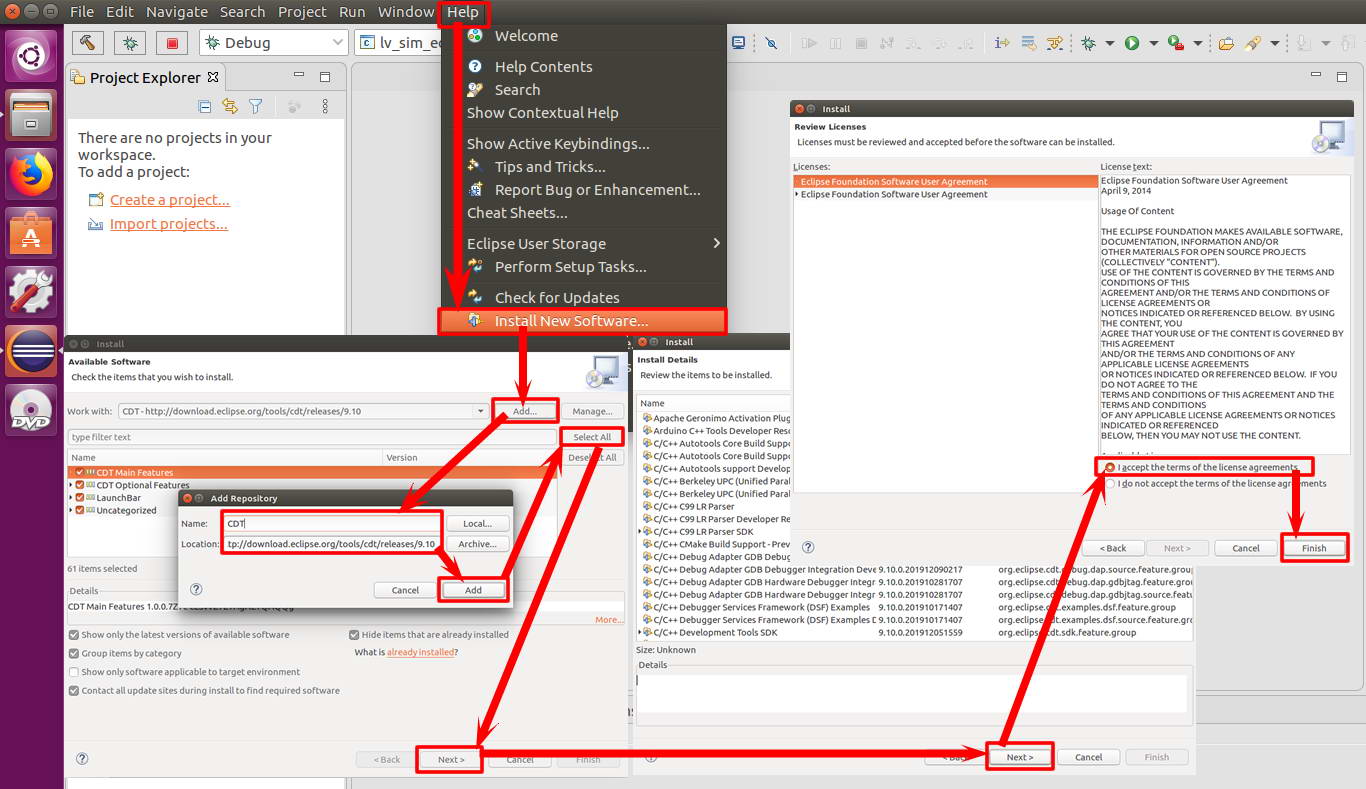 File Edit Navigate Search Project Run Window Help
Debug
lv_sim_ec
Project Explorer
There are no projects in your
workspace.
To add a project:
Create a project...
Import projects...
Welcome
Help Contents
Search
Show Contextual Help
Show Active Keybindings...
Tips and Tricks...
Report Bug or Enhancement...
Cheat Sheets...
Eclipse User Storage
Perform Setup Tasks...
Check for Updates
Install New Software...
Install
Available Software
Check the items that you wish to install.
Work with: CDT - http://download.eclipse.org/tools/cdt/releases/9.10 Add... Manage...
type filter text Select All
Name Version Deselect All
CDT Main Features
CDT Optional Features
LaunchBar
Uncategorized
61 items selected
Details
CDT Main Features
More...
Show only the latest versions of available software
Hide items that are already installed
Group items by category
What is already installed?
Show only software applicable to target environment
Contact all update sites during install to find required software
< Back Next > Cancel Finish
Add Repository
Name: CDT Local...
Location: tp://download.eclipse.org/tools/cdt/releases/9.10 Archive...
Cancel Add
Install
Install Details
Review the items to be installed.
Name
Apache Geronimo Activation Plug
Arduino C++ Tools Developer Reso
C/C++ Autotools Core Build Suppo
C/C++ Autotools Core Build Suppo
C/C++ Autotools support Develop
C/C++ Berkeley UPC (Unified Paral
C/C++ Berkeley UPC (Unified Paral
C/C++ C99 LR Parser
C/C++ C99 LR Parser Developer Re
C/C++ C99 LR Parser SDK
C/C++ CMake Build Support - Prev
C/C++ Debug Adapter GDB Debugg
C/C++ Debug Adapter GDB Debugger Integration Deve 9.10.0.201912090217 org.eclipse.cdt.debug.dap.source.feature.gro
C/C++ Debug Adapter GDB Hardware Debugger Integr 9.10.0.201910281707 org.eclipse.cdt.debug.dap.gdbjtag.feature.gro
C/C++ Debug Adapter GDB Hardware Debugger Integr 9.10.0.201910281707 org.eclipse.cdt.debug.dap.gdbjtag.source.feat
C/C++ Debugger Services Framework (DSF) Examples 9.10.0.201910171407 org.eclipse.cdt.examples.dsf.feature.group
C/C++ Debugger Services Framework (DSF) Examples D 9.10.0.201910171407 org.eclipse.cdt.examples.dsf.source.feature.gr
C/C++ Development Tools SDK 9.10.0.201912051559 org.eclipse.cdt.sdk.feature.group
Size: Unknown
Details
< Back Next > Cancel Finish
Install
Review Licenses
Licenses must be reviewed and accepted before the software can be installed.
Licenses:
Eclipse Foundation Software User Agreement
Eclipse Foundation Software User Agreement
License text:
Eclipse Foundation Software User Agreement
April 9, 2014
Usage Of Content
THE ECLIPSE FOUNDATION MAKES AVAILABLE SOFTWARE,
DOCUMENTATION, INFORMATION AND/OR
OTHER MATERIALS FOR OPEN SOURCE PROJECTS
(COLLECTIVELY "CONTENT").
USE OF THE CONTENT IS GOVERNED BY THE TERMS AND
CONDITIONS OF THIS
AGREEMENT AND/OR THE TERMS AND CONDITIONS OF
LICENSE AGREEMENTS OR
NOTICES INDICATED OR REFERENCED BELOW. BY USING
THE CONTENT, YOU
AGREE THAT YOUR USE OF THE CONTENT IS GOVERNED BY
THIS AGREEMENT
AND/OR THE TERMS AND CONDITIONS OF ANY
APPLICABLE LICENSE AGREEMENTS
OR NOTICES INDICATED OR REFERENCED BELOW. IF YOU
DO NOT AGREE TO THE
TERMS AND CONDITIONS OF THIS AGREEMENT AND THE
TERMS AND CONDITIONS
OF ANY APPLICABLE LICENSE AGREEMENTS OR NOTICES
INDICATED OR REFERENCED
BELOW, THEN YOU MAY NOT USE THE CONTENT.
I accept the terms of the license agreements
I do not accept the terms of the license agreements
< Back Next > Cancel Finish
DVD